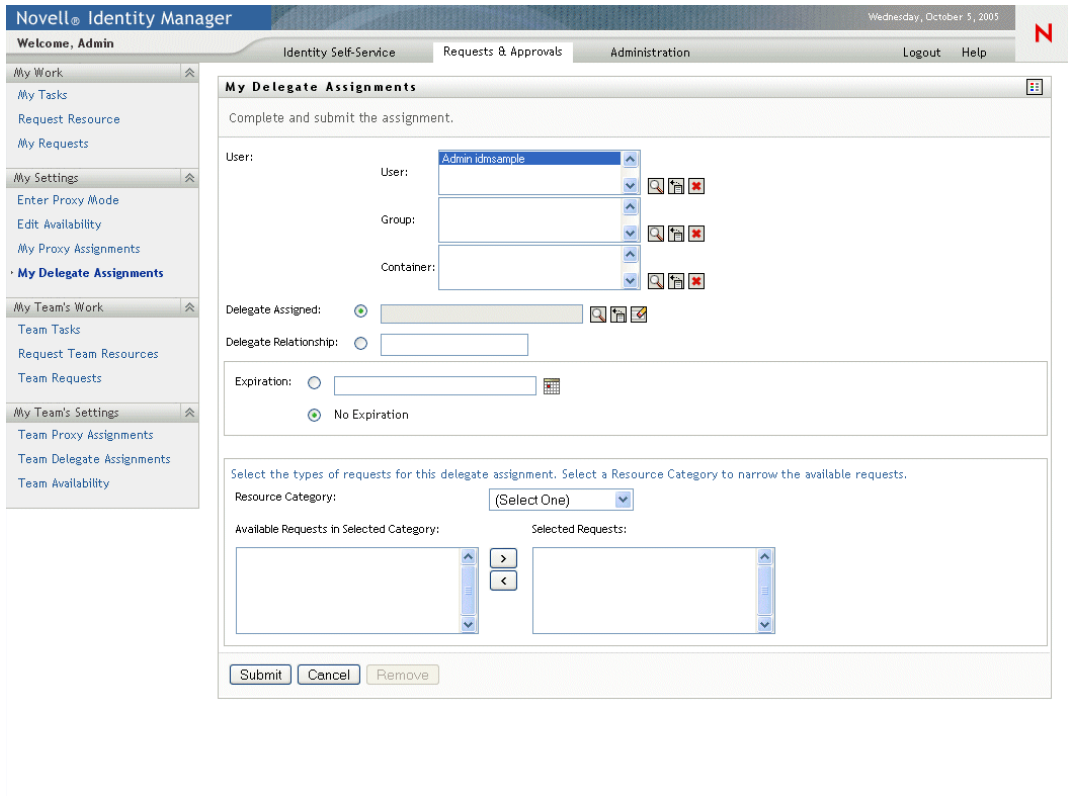 Novell® Identity Manager
Wednesday, October 5, 2005
N
Welcome, Admin
Identity Self-Service
Requests & Approvals
Administration
Logout
Help
My Work
My Tasks
Request Resource
My Requests
My Settings
Enter Proxy Mode
Edit Availability
My Proxy Assignments
My Delegate Assignments
My Team's Work
Team Tasks
Request Team Resources
Team Requests
My Team's Settings
Team Proxy Assignments
Team Delegate Assignments
Team Availability
My Delegate Assignments
Complete and submit the assignment.
User:
User:
Admin idmsample
Group:
Container:
Delegate Assigned:
Delegate Relationship:
Expiration:
No Expiration
Select the types of requests for this delegate assignment. Select a Resource Category to narrow the available requests.
Resource Category:
(Select One)
Available Requests in Selected Category:
Selected Requests:
>
<
Submit
Cancel
Remove